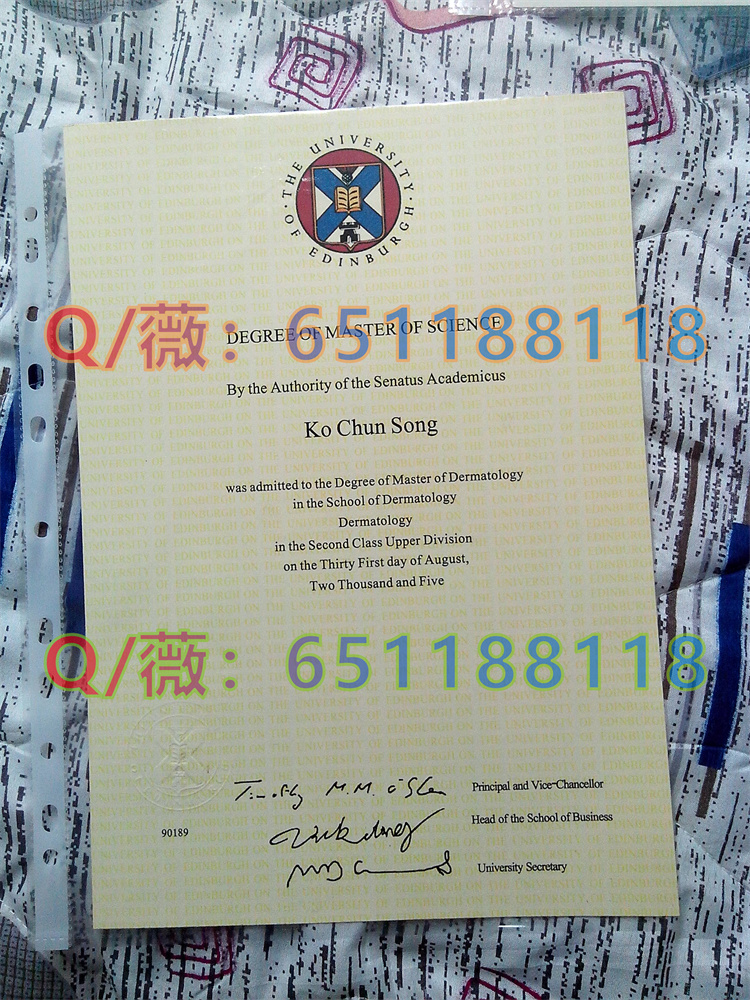 THE UNIVERSITY OF EDINBURGH
DEGREE OF MASTER OF SCIENCE
Q/薇：651188118
By the Authority of the Senatus Academicus
Ko Chun Song
was admitted to the Degree of Master of Dermatology
in the School of Dermatology
Dermatology
in the Second Class Upper Division
on the Thirty First day of August,
Two Thousand and Five
Q/薇：651188118
Principal and Vice-Chancellor
90189
Head of the School of Business
University Secretary